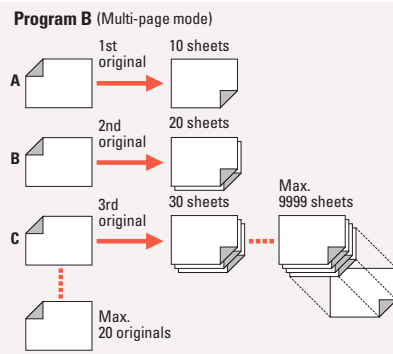 Program B (Multi-page mode)
1st
original
10 sheets
A
2nd
original
20 sheets
B
3rd
original
30 sheets
Max.
9999 sheets
C
Max.
20 originals